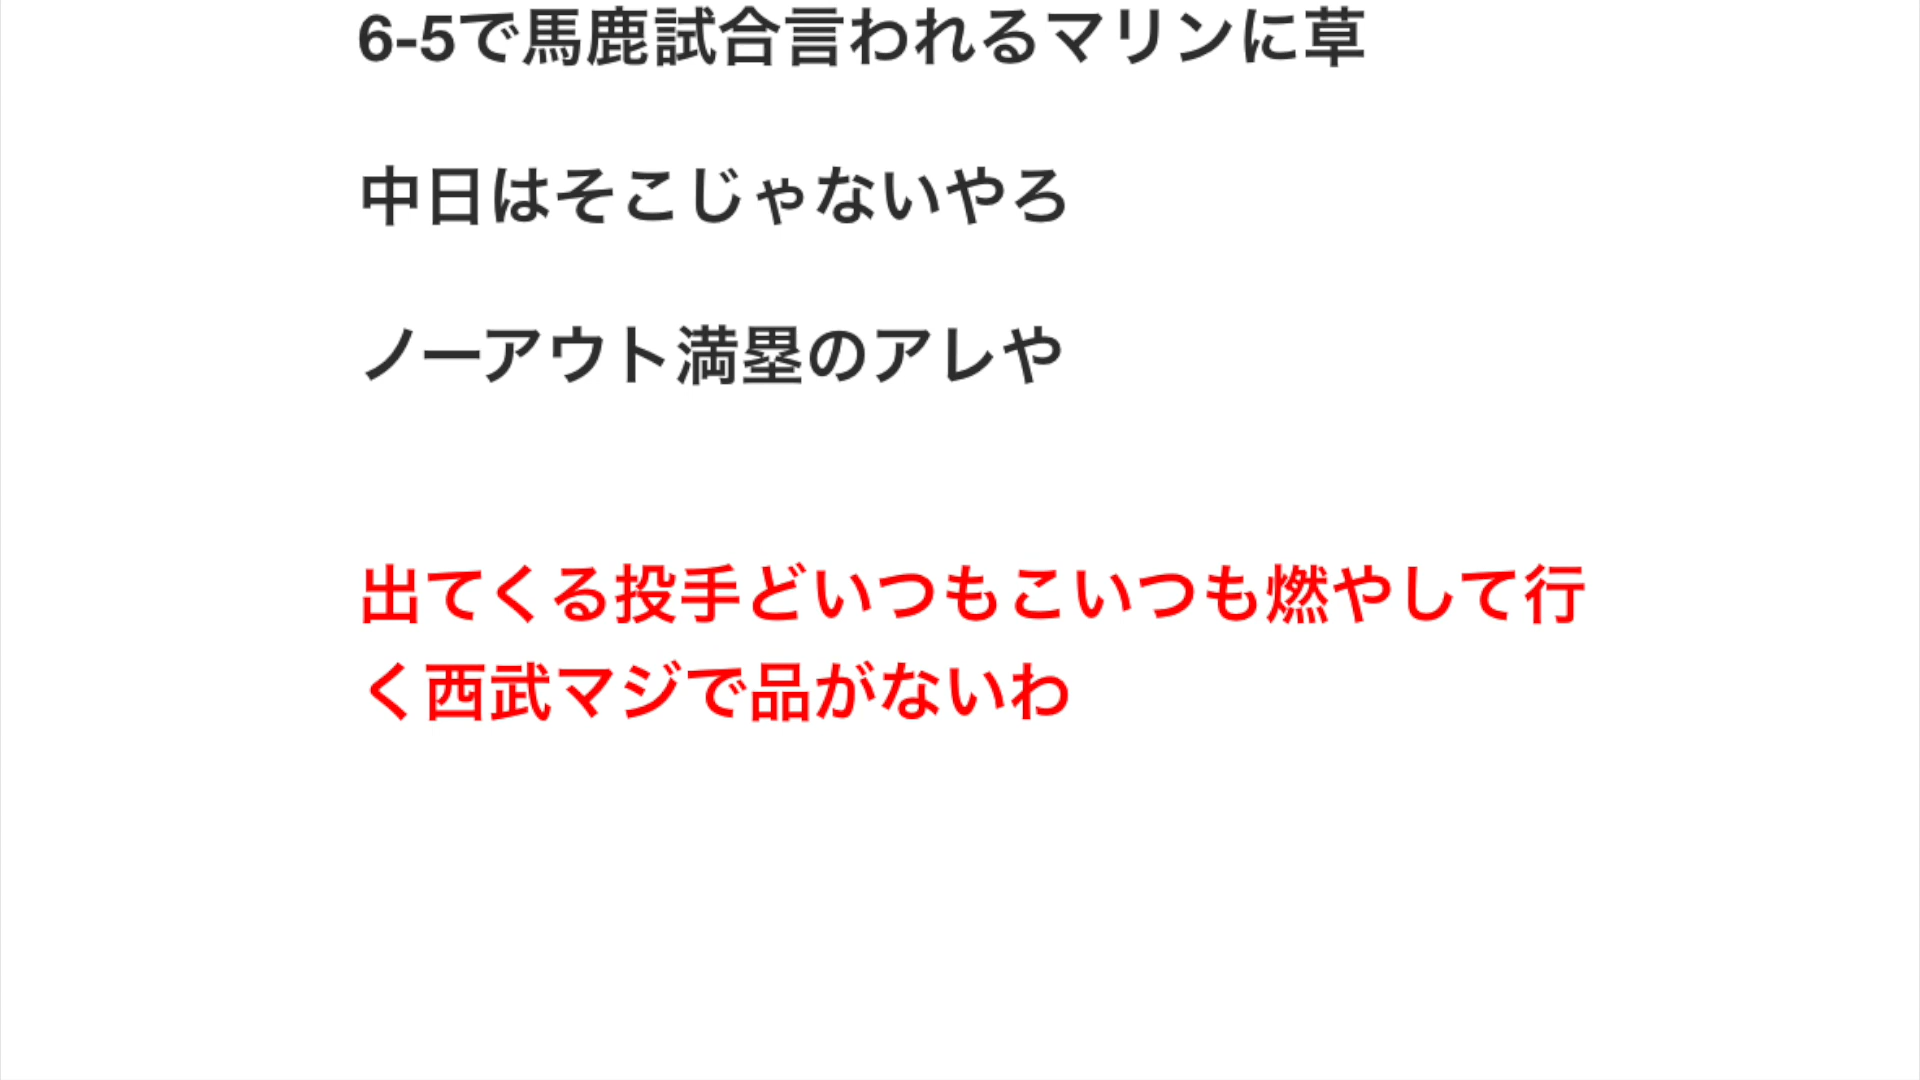 6-5で馬鹿試合言われるマリンに草
中日はそこじゃないやろ
ノーアウト満塁のアレや
出てくる投手どいつもこいつも燃やして行
く西武マジで品がないわ